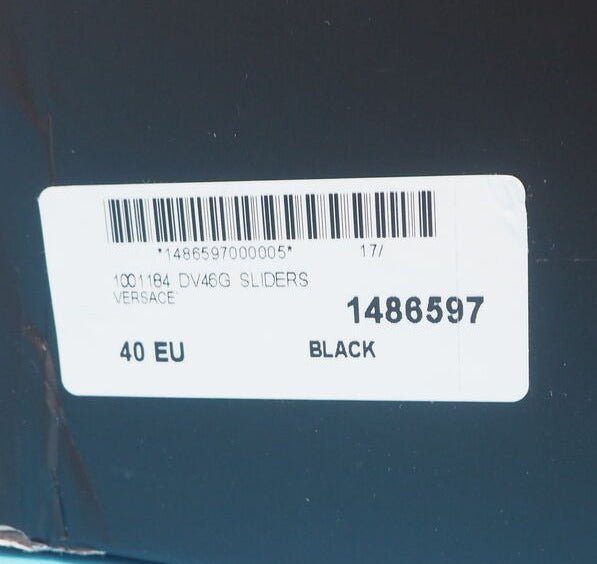 *1486597000005* 17/
1001184 DV46G SLIDERS
VERSACE
1486597
40 EU BLACK